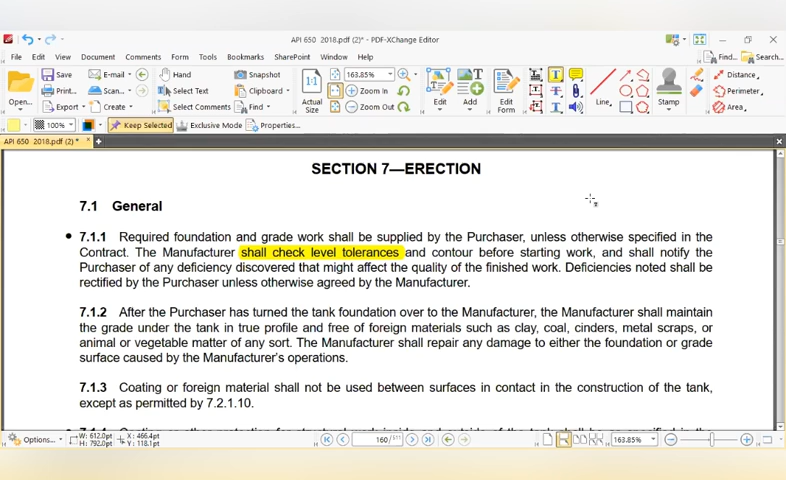 API 650 2018.pdf (2)* - PDF-XChange Editor
File Edit View Document Comments Form Tools Bookmarks SharePoint Window Help
Find... Search...
Open... Save E-mail Hand Snapshot 163.85% Distance
Print... Scan... Select Text Clipboard Actual Size Zoom In Edit Add Edit Form Line Stamp Perimeter
Export Create Select Comments Find Zoom Out Area
100% Keep Selected Exclusive Mode Properties...
API 650 2018.pdf (2) *
SECTION 7—ERECTION
7.1 General
7.1.1 Required foundation and grade work shall be supplied by the Purchaser, unless otherwise specified in the
Contract. The Manufacturer shall check level tolerances and contour before starting work, and shall notify the
Purchaser of any deficiency discovered that might affect the quality of the finished work. Deficiencies noted shall be
rectified by the Purchaser unless otherwise agreed by the Manufacturer.
7.1.2 After the Purchaser has turned the tank foundation over to the Manufacturer, the Manufacturer shall maintain
the grade under the tank in true profile and free of foreign materials such as clay, coal, cinders, metal scraps, or
animal or vegetable matter of any sort. The Manufacturer shall repair any damage to either the foundation or grade
surface caused by the Manufacturer's operations.
7.1.3 Coating or foreign material shall not be used between surfaces in contact in the construction of the tank,
except as permitted by 7.2.1.10.
Options... W: 612.0pt X: 466.4pt 160 163.85%
H: 792.0pt Y: 118.1pt